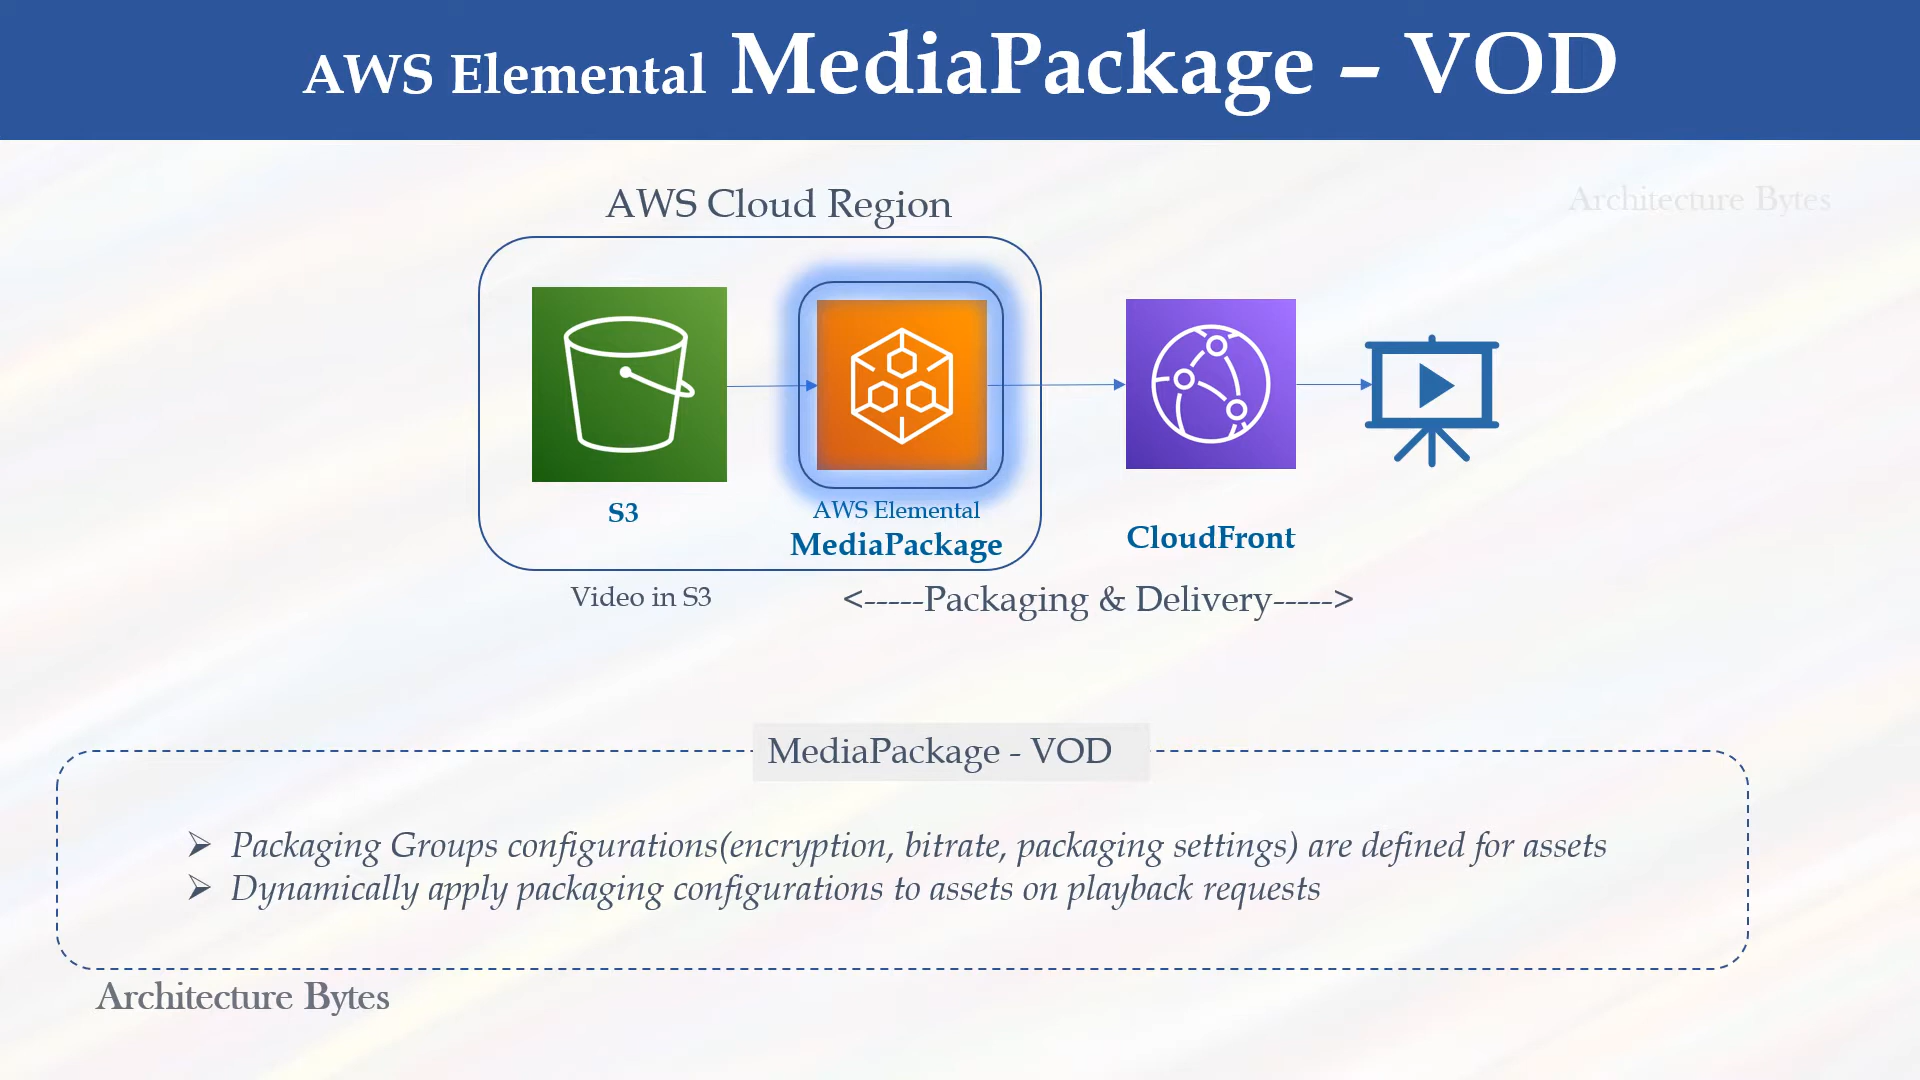 AWS Elemental MediaPackage – VOD
AWS Cloud Region
Architecture Bytes
S3
AWS Elemental
MediaPackage
CloudFront
Video in S3
<-----Packaging & Delivery----->
MediaPackage - VOD
➢ Packaging Groups configurations(encryption, bitrate, packaging settings) are defined for assets
➢ Dynamically apply packaging configurations to assets on playback requests
Architecture Bytes